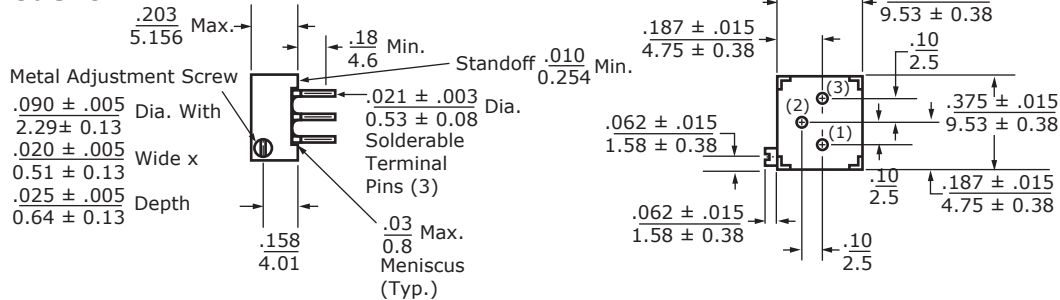 .203
5.156 Max.
.18
4.6 Min.
Standoff .010
0.254 Min.
Metal Adjustment Screw
.090 ± .005
2.29± 0.13 Dia. With
.020 ± .005
0.51 ± 0.13 Wide x
.025 ± .005
0.64 ± 0.13 Depth
.021 ± .003
0.53 ± 0.08 Dia.
Solderable
Terminal
Pins (3)
.158
4.01
.03
0.8 Max.
Meniscus
(Typ.)
9.53 ± 0.38
.187 ± .015
4.75 ± 0.38
.10
2.5
(3)
(2)
(1)
.375 ± .015
9.53 ± 0.38
.062 ± .015
1.58 ± 0.38
.10
2.5
.187 ± .015
4.75 ± 0.38
.062 ± .015
1.58 ± 0.38
.10
2.5